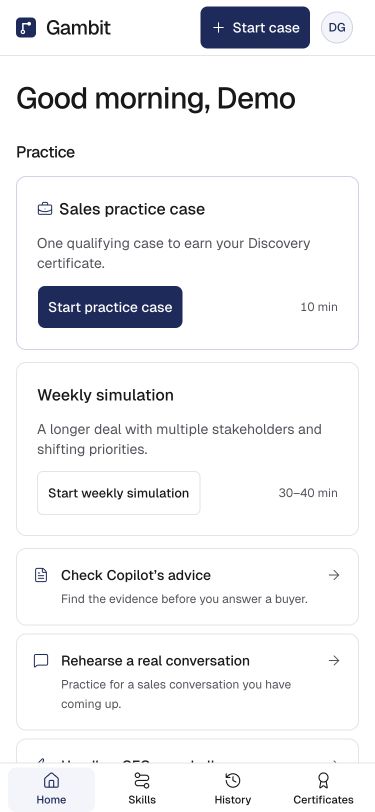 Gambit
Start case
DG
Good morning, Demo
Practice
Sales practice case
One qualifying case to earn your Discovery
certificate.
Start practice case
10 min
Weekly simulation
A longer deal with multiple stakeholders and
shifting priorities.
Start weekly simulation
30–40 min
Check Copilot’s advice
Find the evidence before you answer a buyer.
Rehearse a real conversation
Practice for a sales conversation you have
coming up.
Home
Skills
History
Certificates